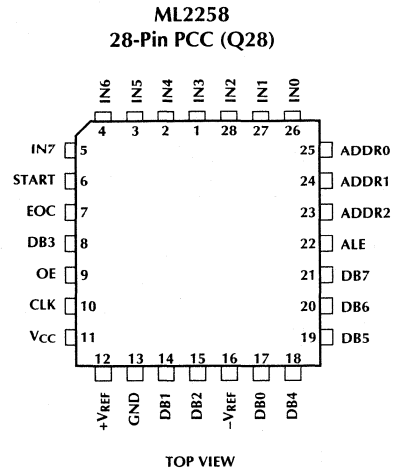 ML2258
28-Pin PCC (Q28)
IN6 IN5 IN4 IN3 IN2 IN1 IN0
4 3 2 1 28 27 26
IN7 5 25 ADDR0
START 6 24 ADDR1
EOC 7 23 ADDR2
DB3 8 22 ALE
OE 9 21 DB7
CLK 10 20 DB6
VCC 11 19 DB5
12 13 14 15 16 17 18
+VREF GND DB1 DB2 –VREF DB0 DB4
TOP VIEW